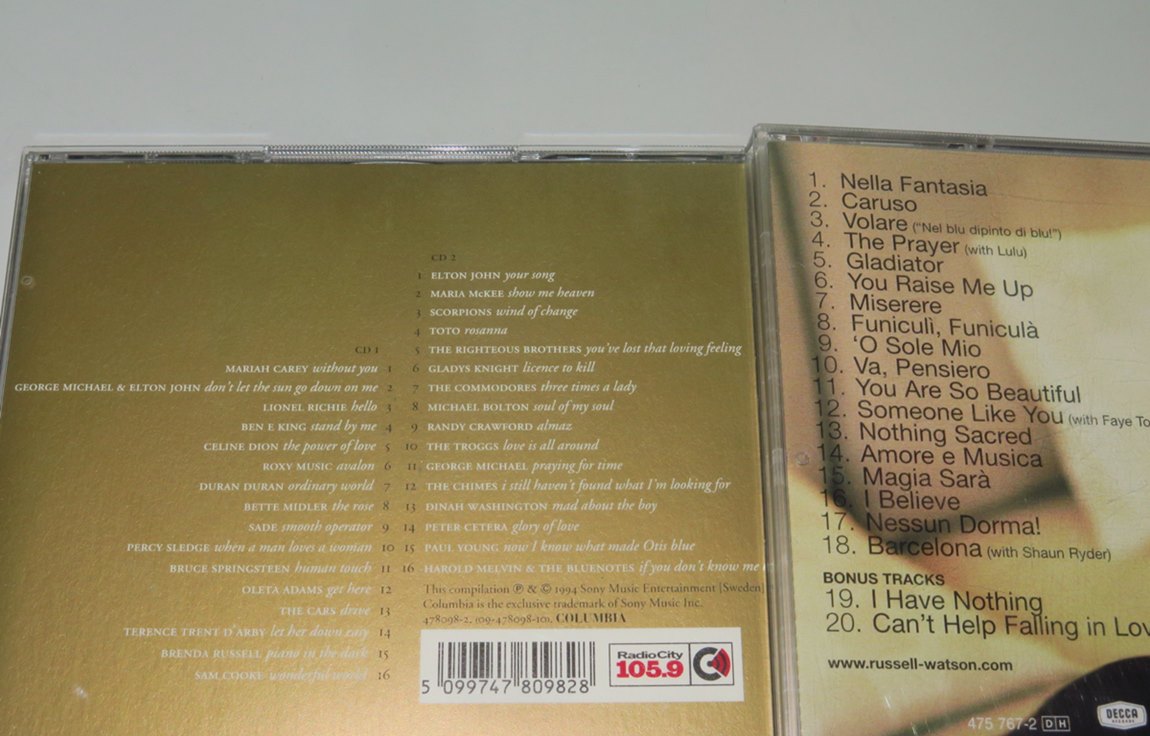 CD 1
MARIAH CAREY without you 1
GEORGE MICHAEL & ELTON JOHN don't let the sun go down on me 2
LIONEL RICHIE hello 3
BEN E KING stand by me 4
CELINE DION the power of love 5
ROXY MUSIC avalon 6
DURAN DURAN ordinary world 7
BETTE MIDLER the rose 8
SADE smooth operator 9
PERCY SLEDGE when a man loves a woman 10
BRUCE SPRINGSTEEN human touch 11
OLETA ADAMS get here 12
THE CARS drive 13
TERENCE TRENT D'ARBY let her down easy 14
BRENDA RUSSELL piano in the dark 15
SAM COOKE wonderful world 16
CD 2
1 ELTON JOHN your song
2 MARIA McKEE show me heaven
3 SCORPIONS wind of change
4 TOTO rosanna
5 THE RIGHTEOUS BROTHERS you've lost that loving feeling
6 GLADYS KNIGHT licence to kill
7 THE COMMODORES three times a lady
8 MICHAEL BOLTON soul of my soul
9 RANDY CRAWFORD almaz
10 THE TROGGS love is all around
11 GEORGE MICHAEL praying for time
12 THE CHIMES i still haven't found what I'm looking for
13 DINAH WASHINGTON mad about the boy
14 PETER CETERA glory of love
15 PAUL YOUNG now I know what made Otis blue
16 HAROLD MELVIN & THE BLUENOTES if you don't know me
This compilation ℗ & © 1994 Sony Music Entertainment [Sweden]
Columbia is the exclusive trademark of Sony Music Inc.
478098-2, (09-478098-10), COLUMBIA
5 099747 809828
RadioCity
105.9
1. Nella Fantasia
2. Caruso
3. Volare ("Nel blu dipinto di blu!")
4. The Prayer (with Lulu)
5. Gladiator
6. You Raise Me Up
7. Miserere
8. Funiculì, Funiculà
9. 'O Sole Mio
10. Va, Pensiero
11. You Are So Beautiful
12. Someone Like You (with Faye To
13. Nothing Sacred
14. Amore e Musica
15. Magia Sarà
16. I Believe
17. Nessun Dorma!
18. Barcelona (with Shaun Ryder)
BONUS TRACKS
19. I Have Nothing
20. Can't Help Falling in Lov
www.russell-watson.com
475 767-2 DH
DECCA
RECORDS